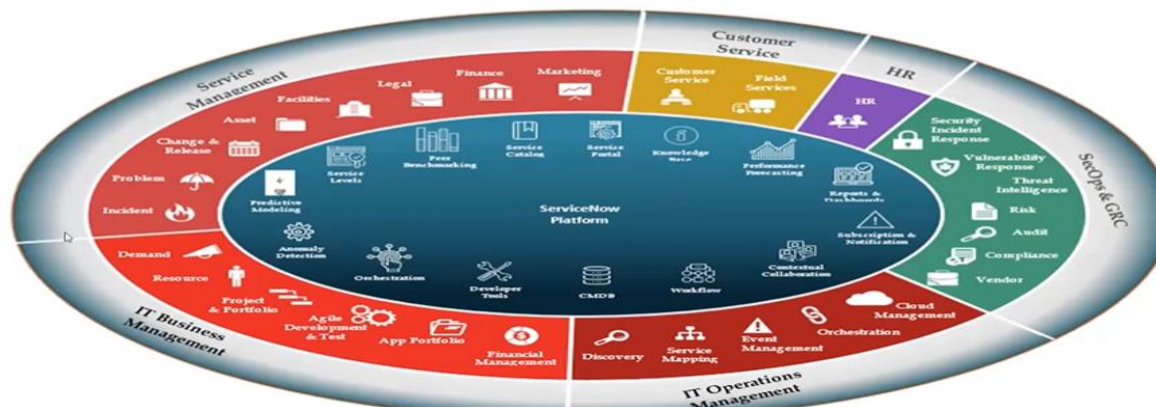 Service
Management
Incident
Problem
Change &
Release
Asset
Facilities
Legal
Finance
Marketing
Customer
Service
Customer
Service
Field
Services
HR
HR
SecOps & GRC
Security
Incident
Response
Vulnerability
Response
Threat
Intelligence
Risk
Audit
Compliance
Vendor
IT Operations
Management
Discovery
Service
Mapping
Event
Management
Orchestration
Cloud
Management
IT Business
Management
Demand
Resource
Project
& Portfolio
Agile
Development
& Test
App Portfolio
Financial
Management
ServiceNow
Platform
Predictive
Modeling
Service
Levels
Peer
Benchmarking
Service
Catalog
Service
Portal
Knowledge
Base
Performance
Forecasting
Reports &
Dashboards
Subscription &
Notification
Contextual
Collaboration
Workflow
CMDB
Developer
Tools
Orchestration
Anomaly
Detection